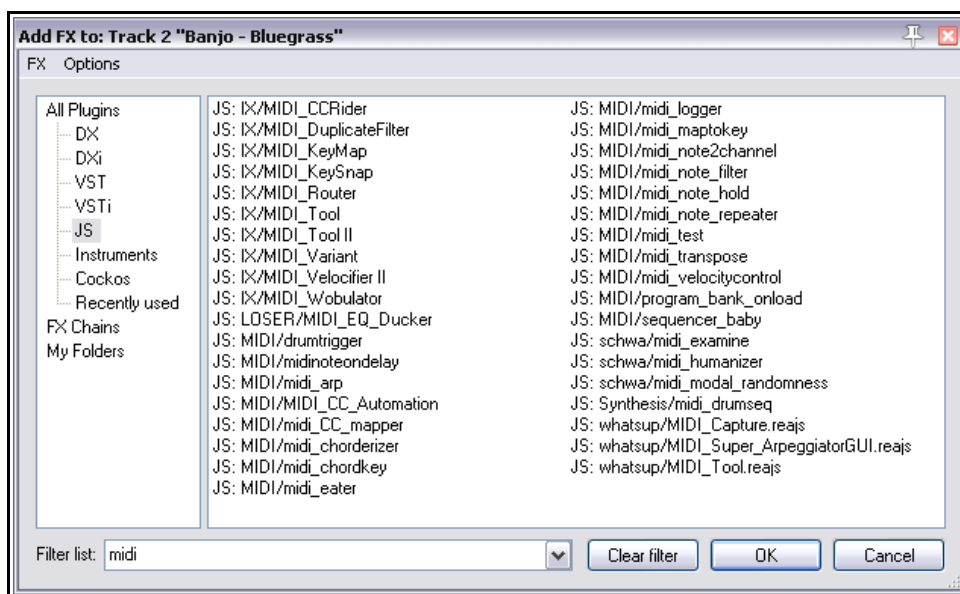 Add FX to: Track 2 "Banjo - Bluegrass"
FX Options
All Plugins
DX
DXi
VST
VSTi
JS
Instruments
Cockos
Recently used
FX Chains
My Folders
JS: IX/MIDI_CCRider
JS: IX/MIDI_DuplicateFilter
JS: IX/MIDI_KeyMap
JS: IX/MIDI_KeySnap
JS: IX/MIDI_Router
JS: IX/MIDI_Tool
JS: IX/MIDI_Tool II
JS: IX/MIDI_Variant
JS: IX/MIDI_Velocifier II
JS: IX/MIDI_Wobulator
JS: LOSER/MIDI_EQ_Ducker
JS: MIDI/drumtrigger
JS: MIDI/midinoteondelay
JS: MIDI/midi_arp
JS: MIDI/MIDI_CC_Automation
JS: MIDI/midi_CC_mapper
JS: MIDI/midi_chorderizer
JS: MIDI/midi_chordkey
JS: MIDI/midi_eater
JS: MIDI/midi_logger
JS: MIDI/midi_maptokey
JS: MIDI/midi_note2channel
JS: MIDI/midi_note_filter
JS: MIDI/midi_note_hold
JS: MIDI/midi_note_repeater
JS: MIDI/midi_test
JS: MIDI/midi_transpose
JS: MIDI/midi_velocitycontrol
JS: MIDI/program_bank_onload
JS: MIDI/sequencer_baby
JS: schwa/midi_examine
JS: schwa/midi_humanizer
JS: schwa/midi_modal_randomness
JS: Synthesis/midi_drumseq
JS: whatsup/MIDI_Capture.reajs
JS: whatsup/MIDI_Super_ArpeggiatorGUI.reajs
JS: whatsup/MIDI_Tool.reajs
Filter list: midi Clear filter OK Cancel